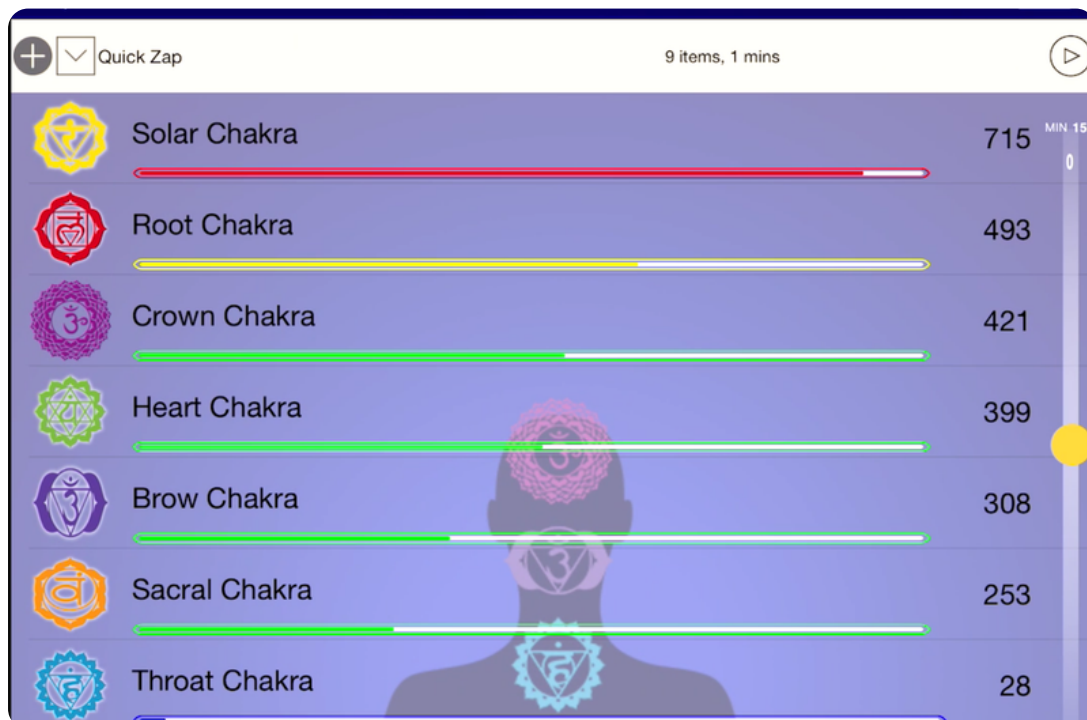 Quick Zap 9 items, 1 mins
MIN 15
0
Solar Chakra 715
Root Chakra 493
Crown Chakra 421
Heart Chakra 399
Brow Chakra 308
Sacral Chakra 253
Throat Chakra 28